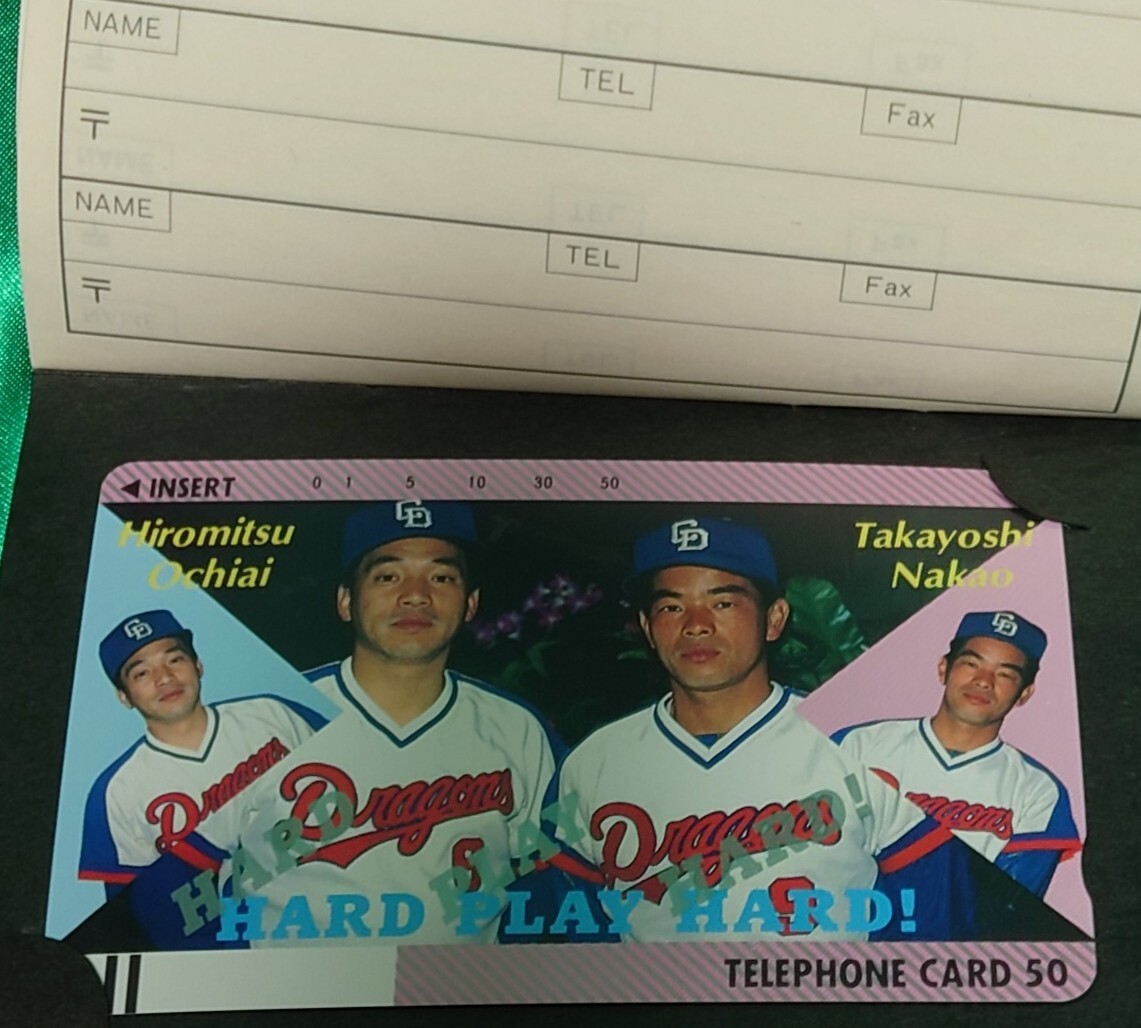 NAME
TEL
Fax
〒
NAME
TEL
Fax
〒
◀ INSERT 0 1 5 10 30 50
Hiromitsu
Ochiai
Takayoshi
Nakao
CD
CD
CD
CD
Dragons
Dragons
Dragons
Dragons
HARD PLAY HARD!
HARD PLAY HARD!
TELEPHONE CARD 50